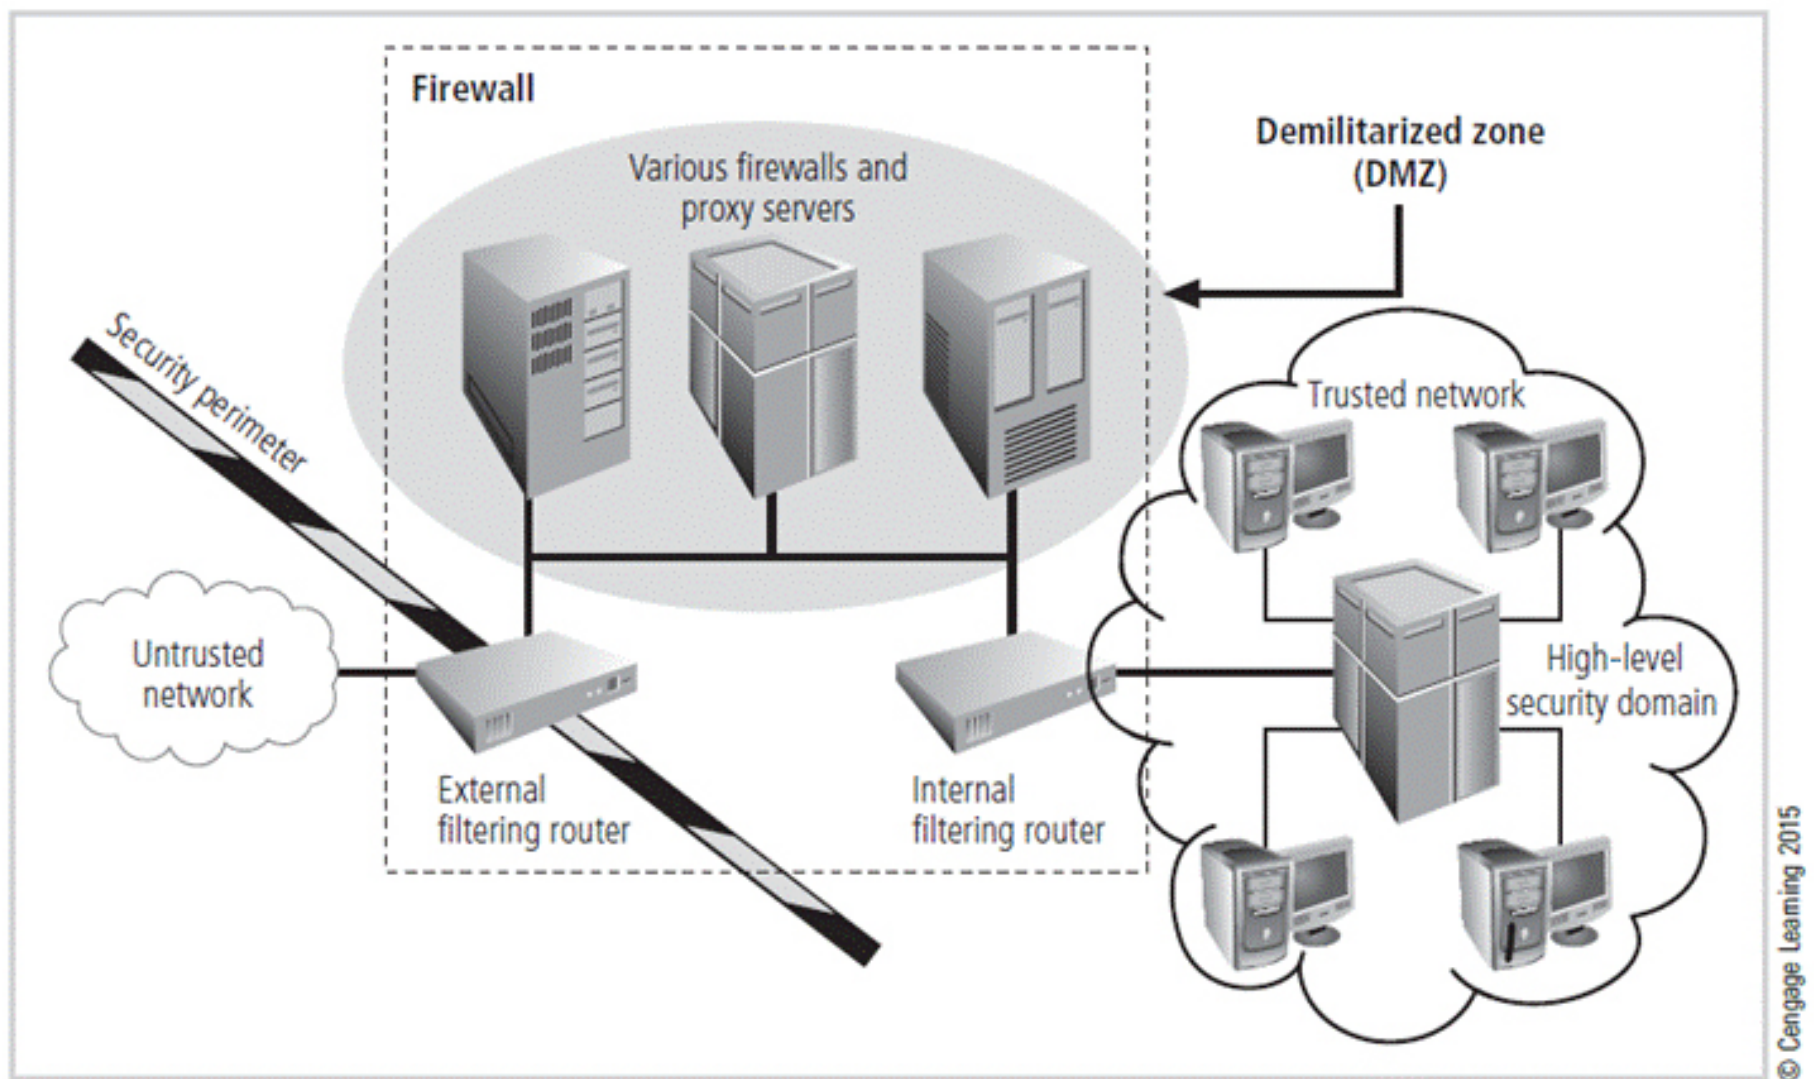 Firewall
Various firewalls and
proxy servers
Demilitarized zone
(DMZ)
Security perimeter
Trusted network
Untrusted
network
High-level
security domain
External
filtering router
Internal
filtering router
© Cengage Learning 2015